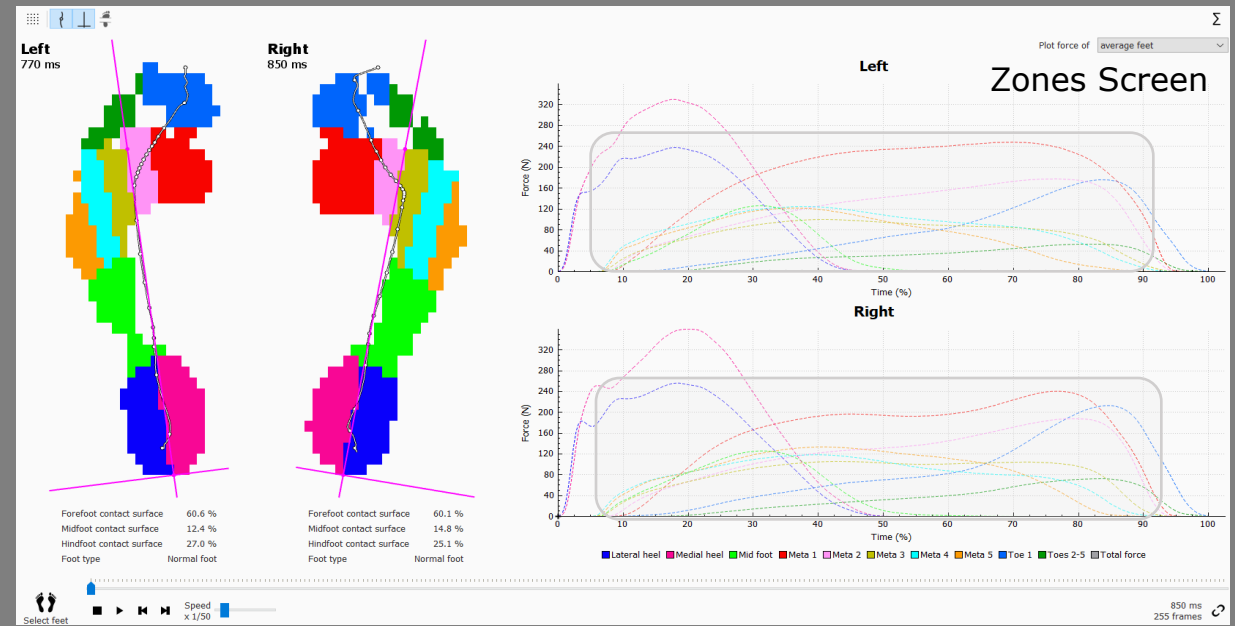 Σ
Left
770 ms
Right
850 ms
Plot force of average feet
Zones Screen
Left
Force (N)
320
280
240
200
160
120
80
40
0
0 10 20 30 40 50 60 70 80 90 100
Time (%)
Right
Force (N)
320
280
240
200
160
120
80
40
0
0 10 20 30 40 50 60 70 80 90 100
Time (%)
Lateral heel Medial heel Mid foot Meta 1 Meta 2 Meta 3 Meta 4 Meta 5 Toe 1 Toes 2-5 Total force
Forefoot contact surface 60.6 %
Midfoot contact surface 12.4 %
Hindfoot contact surface 27.0 %
Foot type Normal foot
Forefoot contact surface 60.1 %
Midfoot contact surface 14.8 %
Hindfoot contact surface 25.1 %
Foot type Normal foot
Select feet
Speed
x 1/50
850 ms
255 frames